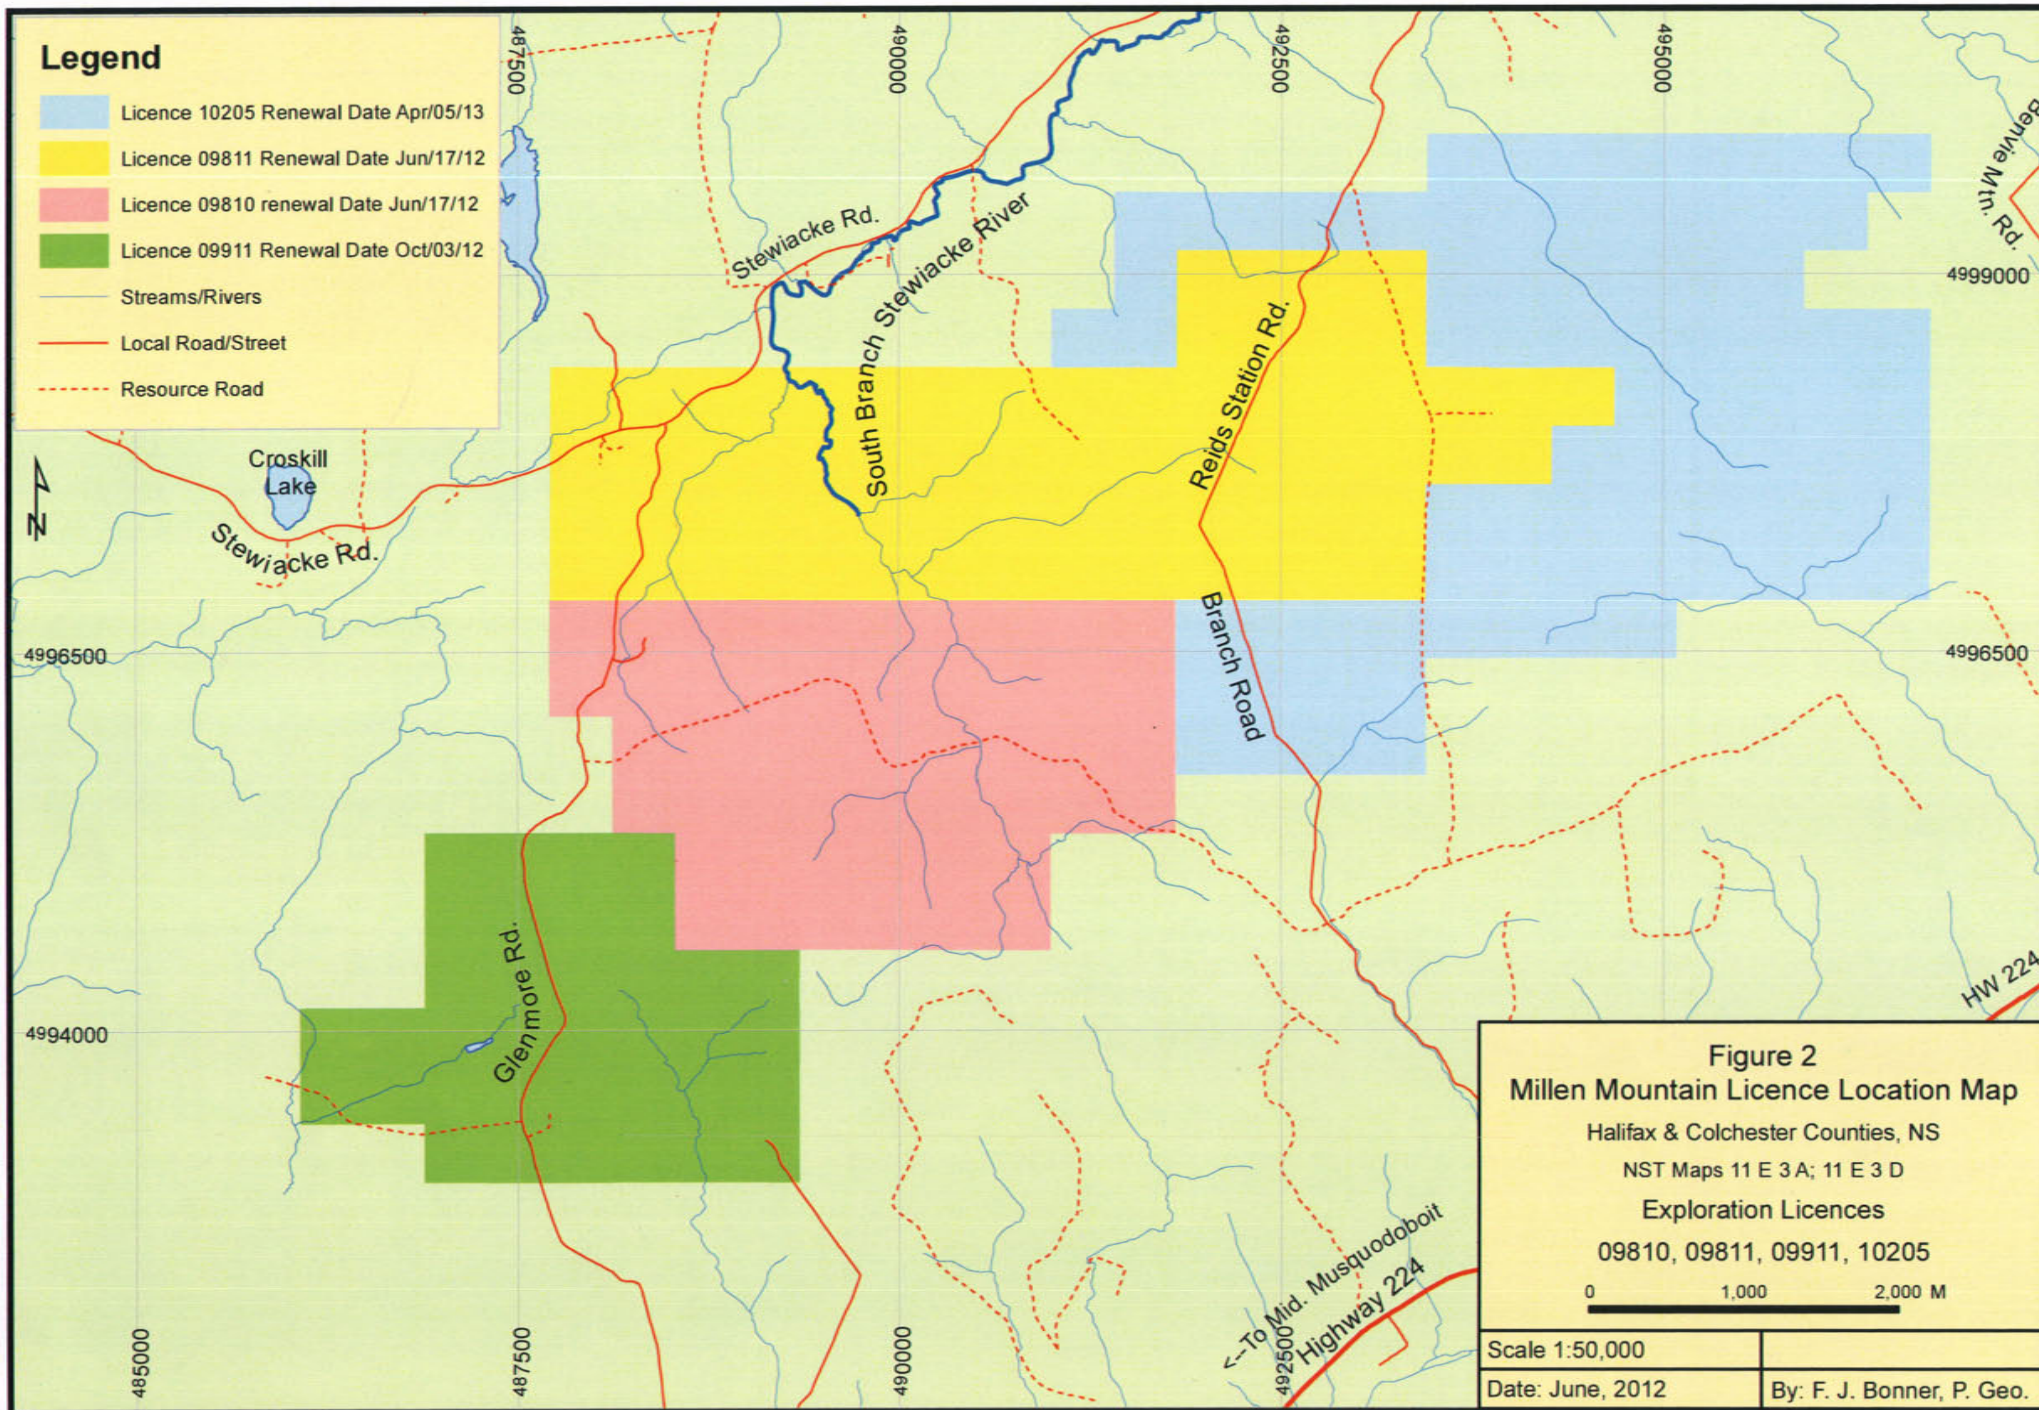 Legend
Licence 10205 Renewal Date Apr/05/13
Licence 09811 Renewal Date Jun/17/12
Licence 09810 renewal Date Jun/17/12
Licence 09911 Renewal Date Oct/03/12
Streams/Rivers
Local Road/Street
Resource Road
487500
490000
492500
495000
Benvie Mtn. Rd.
Stewiacke Rd.
South Branch Stewiacke River
4999000
Reids Station Rd.
Croskill
Lake
N
Stewiacke Rd.
Branch Road
4996500
4996500
Glenmore Rd.
4994000
HW 224
<--To Mid. Musquodoboit
Highway 224
485000
487500
490000
492500
Figure 2
Millen Mountain Licence Location Map
Halifax & Colchester Counties, NS
NST Maps 11 E 3 A; 11 E 3 D
Exploration Licences
09810, 09811, 09911, 10205
0 1,000 2,000 M
Scale 1:50,000
Date: June, 2012
By: F. J. Bonner, P. Geo.